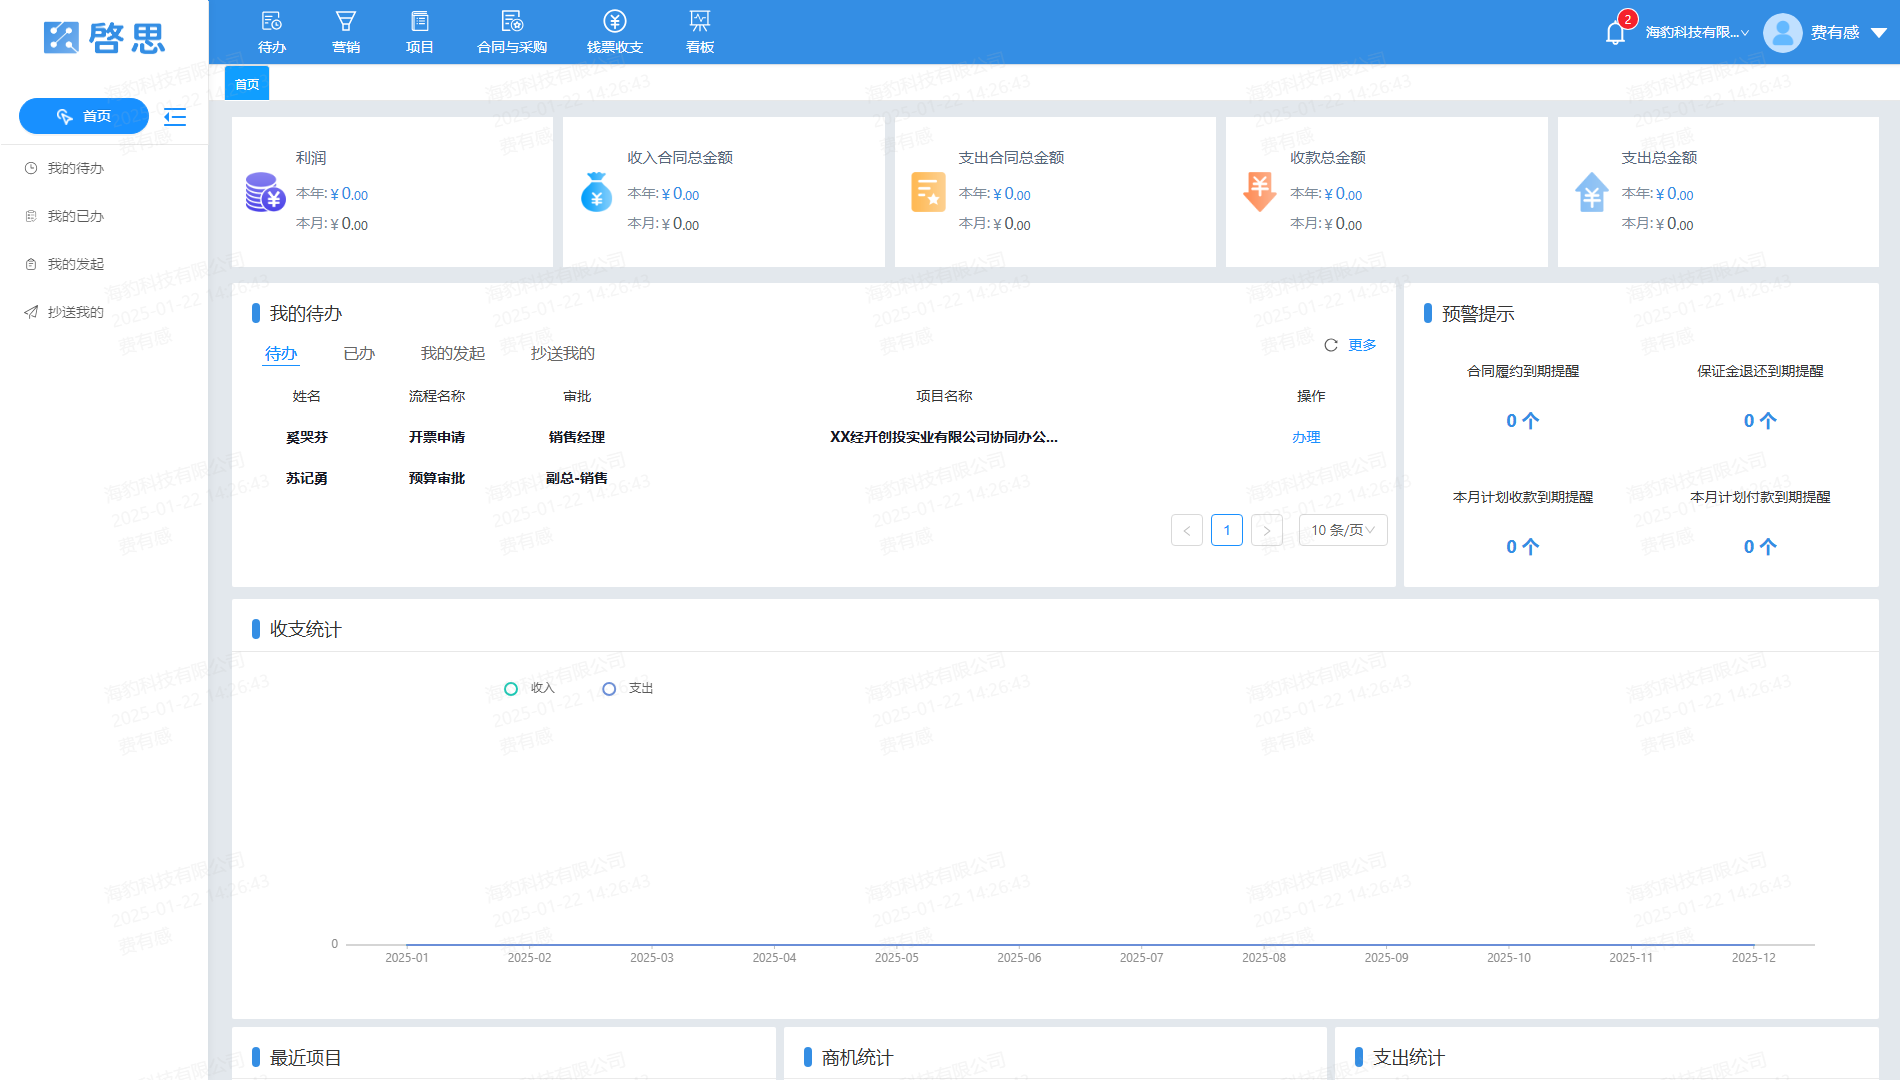 啓思
待办
营销
项目
合同与采购
钱票收支
看板
2
海豹科技有限...
费有感
首页
首页
我的待办
我的已办
我的发起
抄送我的
利润
本年:¥0.00
本月:¥0.00
收入合同总金额
本年:¥0.00
本月:¥0.00
支出合同总金额
本年:¥0.00
本月:¥0.00
收款总金额
本年:¥0.00
本月:¥0.00
支出总金额
本年:¥0.00
本月:¥0.00
我的待办
待办 已办 我的发起 抄送我的
更多
姓名 流程名称 审批 项目名称 操作
奚哭芬 开票申请 销售经理 XX经开创投实业有限公司协同办公... 办理
苏记勇 预算审批 副总-销售
< 1 > 10 条/页
预警提示
合同履约到期提醒
0 个
保证金退还到期提醒
0 个
本月计划收款到期提醒
0 个
本月计划付款到期提醒
0 个
收支统计
收入 支出
0
2025-01 2025-02 2025-03 2025-04 2025-05 2025-06 2025-07 2025-08 2025-09 2025-10 2025-11 2025-12
最近项目
商机统计
支出统计
海豹科技有限公司
2025-01-22 14:26:43
费有感